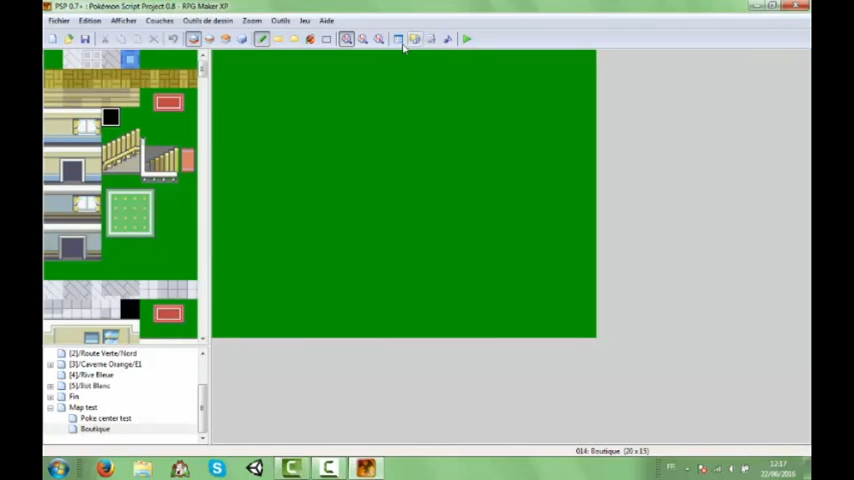 PSP 0.7+ : Pokémon Script Project 0.8 - RPG Maker XP
Fichier Edition Afficher Couches Outils de dessin Zoom Outils Jeu Aide
[2]/Route Verte/Nord
[3]/Caverne Orange/E1
[4]/Rive Bleue
[5]/Ilot Blanc
Fin
Map test
Poke center test
Boutique
014: Boutique (20 x 15)
FR
12:17
22/06/2016